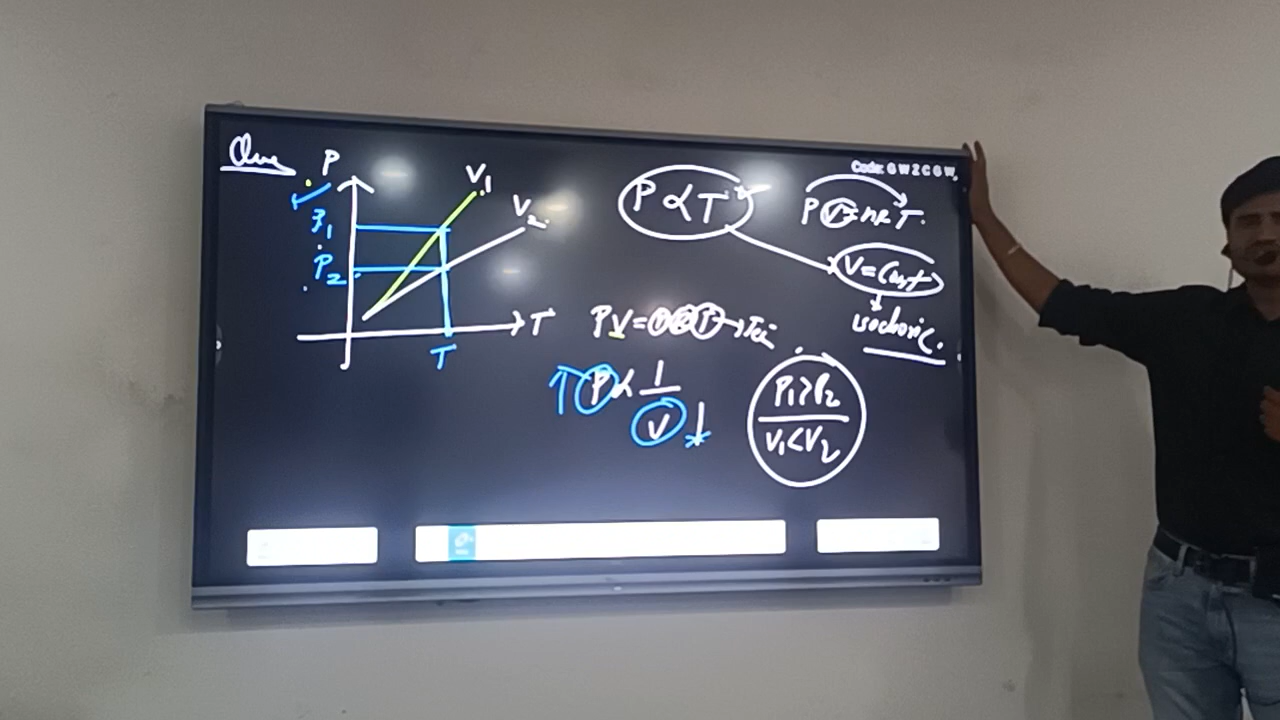 Que
Code: GW2CGW
P
V1
V2
P1
P2
T
T
P ∝ T
PV = nRT.
V = Const
isochoric.
PV = nRT →
↑ P ∝ 1/V ↓
P1 > P2
V1 < V2